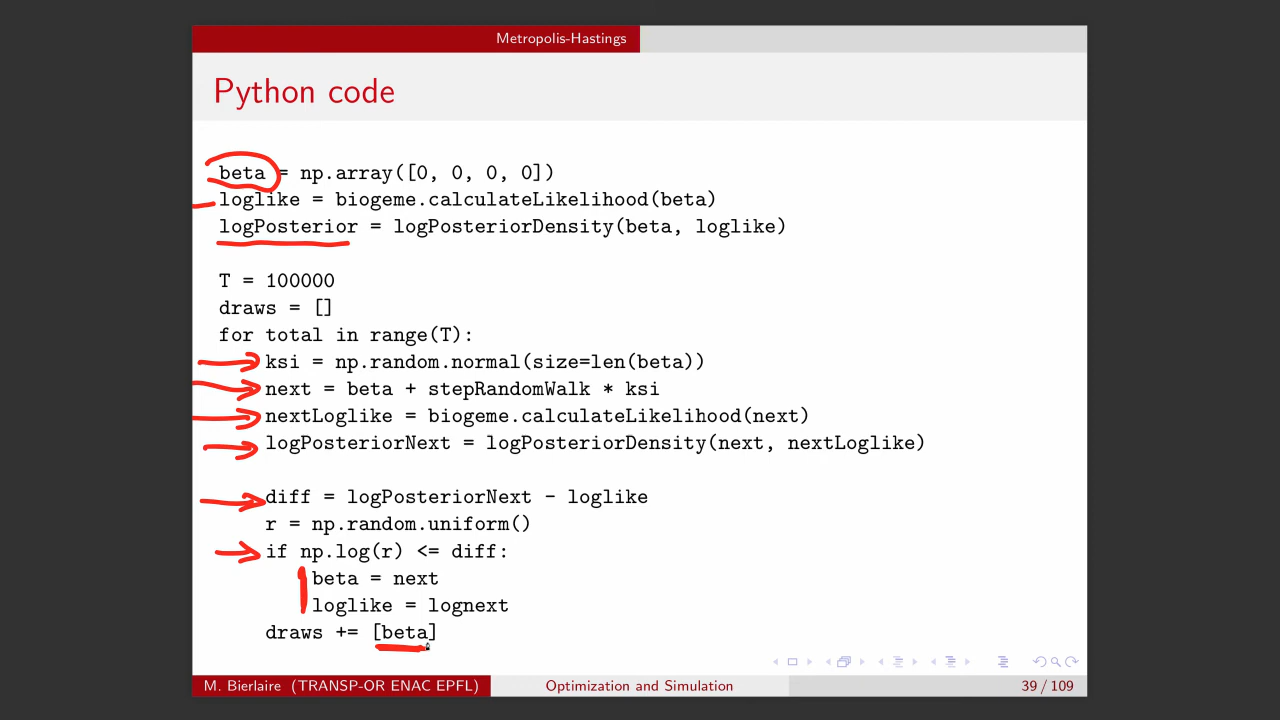 Metropolis-Hastings
Python code
beta = np.array([0, 0, 0, 0])
loglike = biogeme.calculateLikelihood(beta)
logPosterior = logPosteriorDensity(beta, loglike)
T = 100000
draws = []
for total in range(T):
    ksi = np.random.normal(size=len(beta))
    next = beta + stepRandomWalk * ksi
    nextLoglike = biogeme.calculateLikelihood(next)
    logPosteriorNext = logPosteriorDensity(next, nextLoglike)
    diff = logPosteriorNext - loglike
    r = np.random.uniform()
    if np.log(r) <= diff:
        beta = next
        loglike = lognext
    draws += [beta]
M. Bierlaire (TRANSP-OR ENAC EPFL) Optimization and Simulation 39 / 109